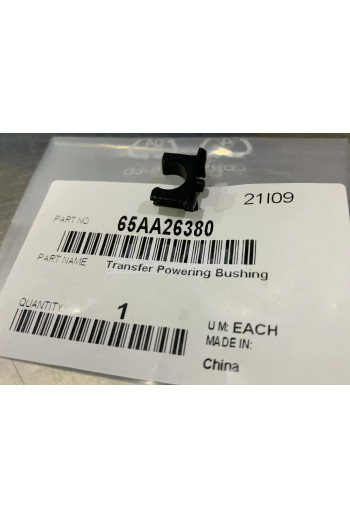 21I09
PART NO 65AA26380
PART NAME Transfer Powering Bushing
QUANTITY 1
U M: EACH
MADE IN:
China